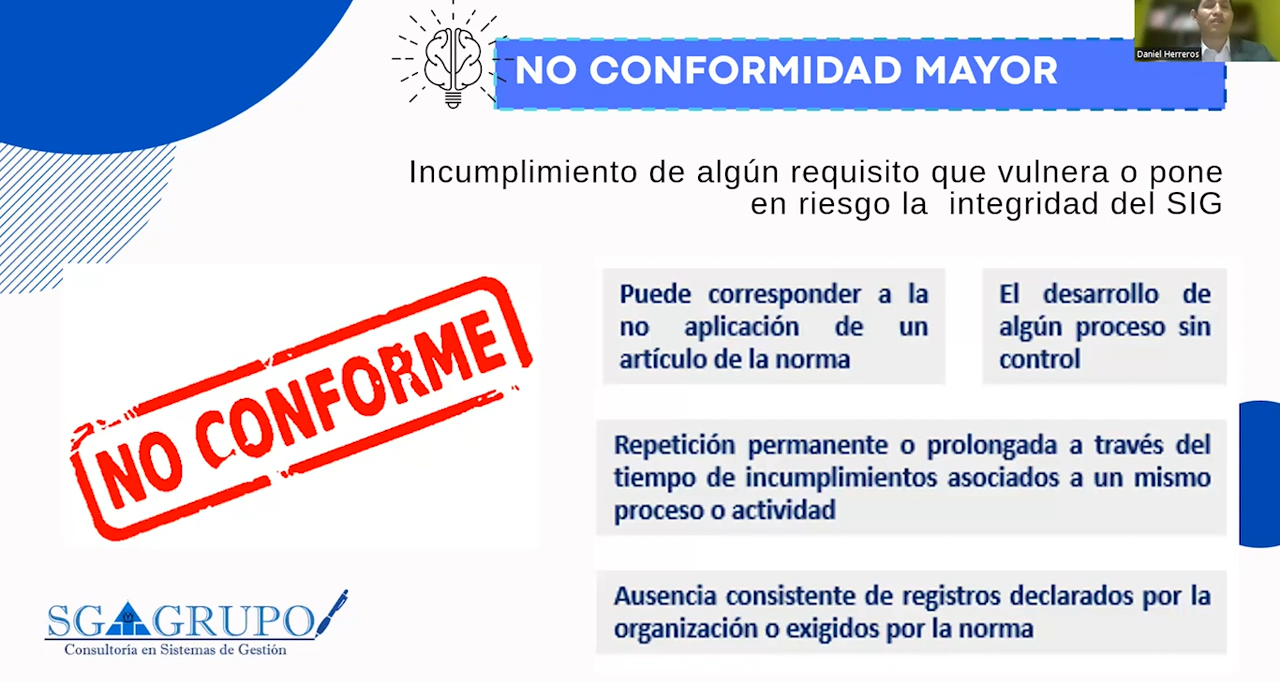 Daniel Herreros
NO CONFORMIDAD MAYOR
Incumplimiento de algún requisito que vulnera o pone
en riesgo la integridad del SIG
NO CONFORME
Puede corresponder a la
no aplicación de un
artículo de la norma
El desarrollo de
algún proceso sin
control
Repetición permanente o prolongada a través del
tiempo de incumplimientos asociados a un mismo
proceso o actividad
Ausencia consistente de registros declarados por la
organización o exigidos por la norma
SGAGRUPO
Consultoría en Sistemas de Gestión